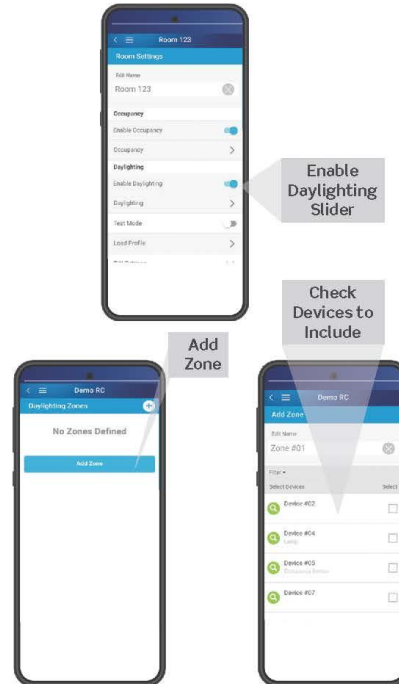 Room 123
Room Settings
Edit Name
Room 123
Occupancy
Enable Occupancy
Occupancy
Daylighting
Enable Daylighting
Daylighting
Test Mode
Load Profile
Enable
Daylighting
Slider
Add
Zone
Demo RC
Daylighting Zones
No Zones Defined
Add Zone
Check
Devices to
Include
Demo RC
Add Zone
Edit Name
Zone #01
Filter
Select Devices
Select
Device #02
Device #04
Lamp
Device #05
Occupancy Sensor
Device #07